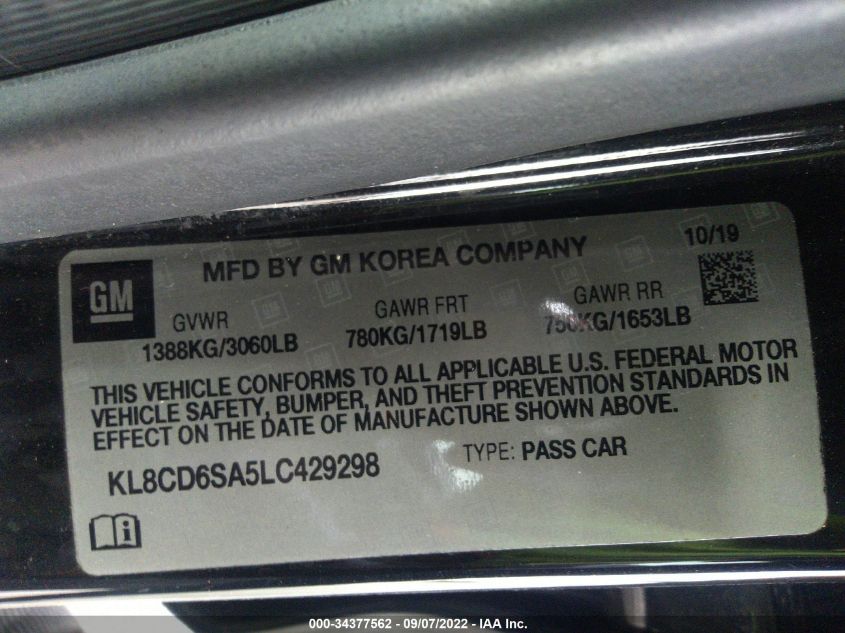 GM
MFD BY GM KOREA COMPANY
10/19
GVWR
GAWR FRT
GAWR RR
1388KG/3060LB
780KG/1719LB
750KG/1653LB
THIS VEHICLE CONFORMS TO ALL APPLICABLE U.S. FEDERAL MOTOR
VEHICLE SAFETY, BUMPER, AND THEFT PREVENTION STANDARDS IN
EFFECT ON THE DATE OF MANUFACTURE SHOWN ABOVE.
KL8CD6SA5LC429298
TYPE: PASS CAR
000-34377562 - 09/07/2022 - IAA Inc.